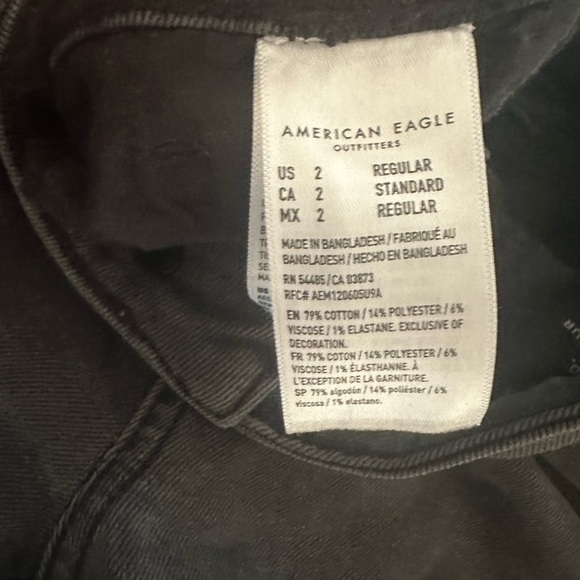 AMERICAN EAGLE
OUTFITTERS
US 2 REGULAR
CA 2 STANDARD
MX 2 REGULAR
MADE IN BANGLADESH / FABRIQUÉ AU
BANGLADESH / HECHO EN BANGLADESH
RN 54485 / CA 03873
RFC# AEM120605U9A
EN 79% COTTON / 14% POLYESTER / 6%
VISCOSE / 1% ELASTANE. EXCLUSIVE OF
DECORATION.
FR 79% COTON / 14% POLYESTER / 6%
VISCOSE / 1% ÉLASTHANNE. À
L'EXCEPTION DE LA GARNITURE.
SP 79% algodón / 14% poliéster / 6%
viscosa / 1% elastano.